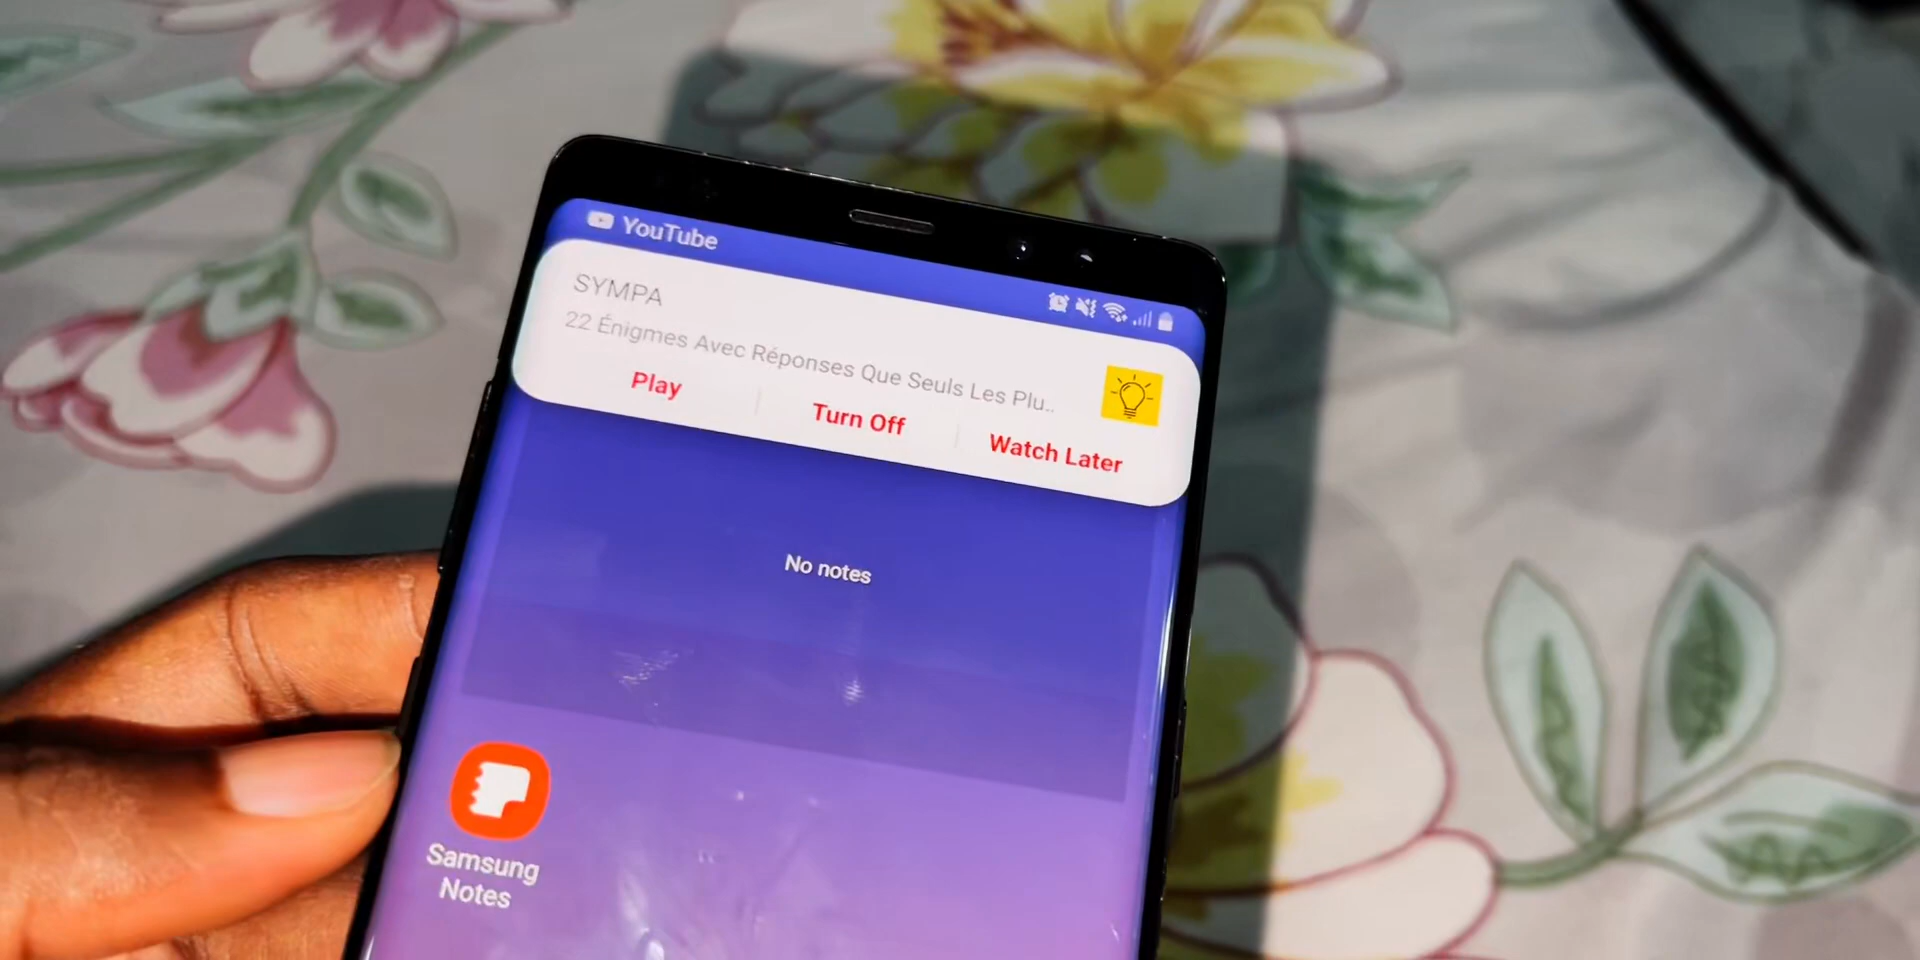 YouTube
SYMPA
22 Énigmes Avec Réponses Que Seuls Les Plu..
Play
Turn Off
Watch Later
No notes
Samsung
Notes